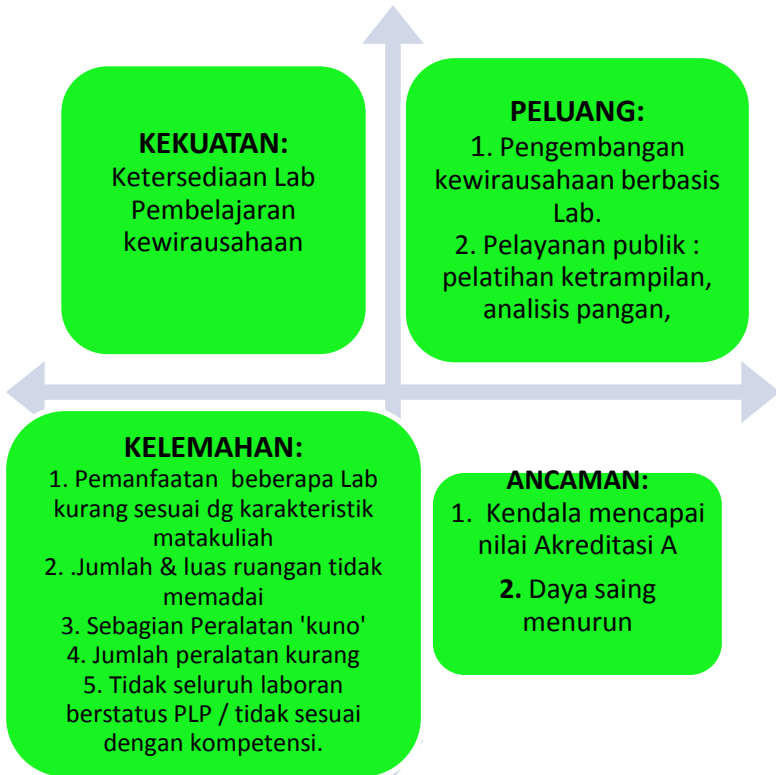 KEKUATAN:
Ketersediaan Lab
Pembelajaran
kewirausahaan
PELUANG:
1. Pengembangan
kewirausahaan berbasis
Lab.
2. Pelayanan publik :
pelatihan ketrampilan,
analisis pangan,
KELEMAHAN:
1. Pemanfaatan  beberapa Lab
kurang sesuai dg karakteristik
matakuliah
2. .Jumlah & luas ruangan tidak
memadai
3. Sebagian Peralatan 'kuno'
4. Jumlah peralatan kurang
5. Tidak seluruh laboran
berstatus PLP / tidak sesuai
dengan kompetensi.
ANCAMAN:
1.  Kendala mencapai
nilai Akreditasi A
2. Daya saing
menurun